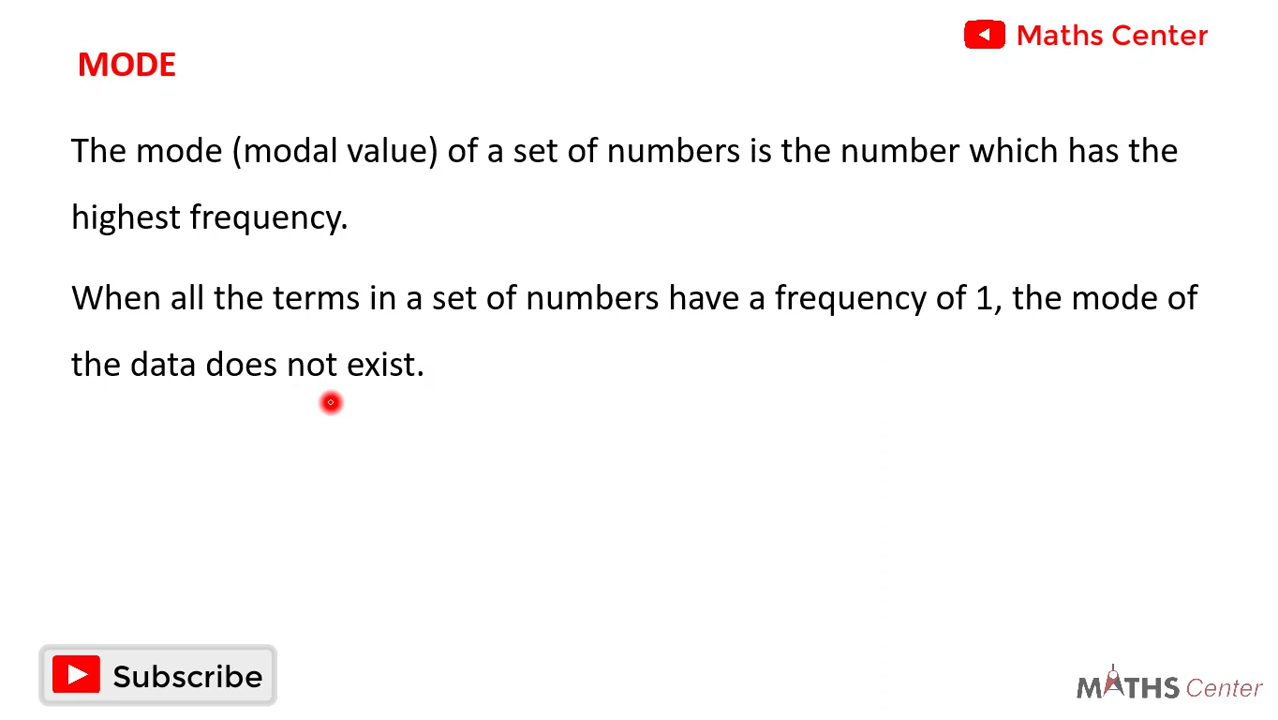 Maths Center
MODE
The mode (modal value) of a set of numbers is the number which has the
highest frequency.
When all the terms in a set of numbers have a frequency of 1, the mode of
the data does not exist.
Subscribe
MATHS Center